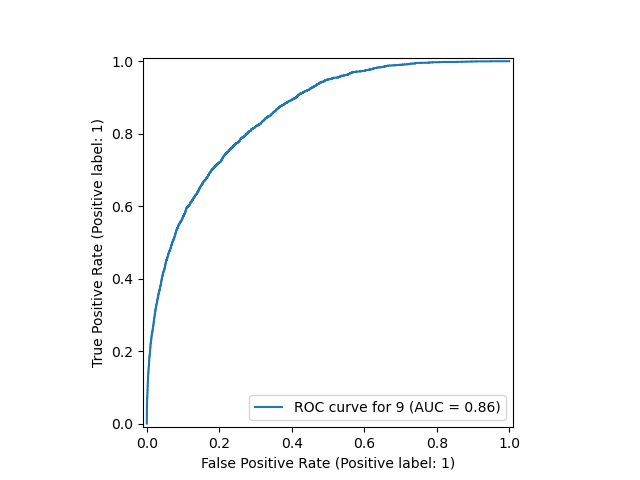 1.0
0.8
0.6
0.4
0.2
0.0
True Positive Rate (Positive label: 1)
ROC curve for 9 (AUC = 0.86)
0.0 0.2 0.4 0.6 0.8 1.0
False Positive Rate (Positive label: 1)